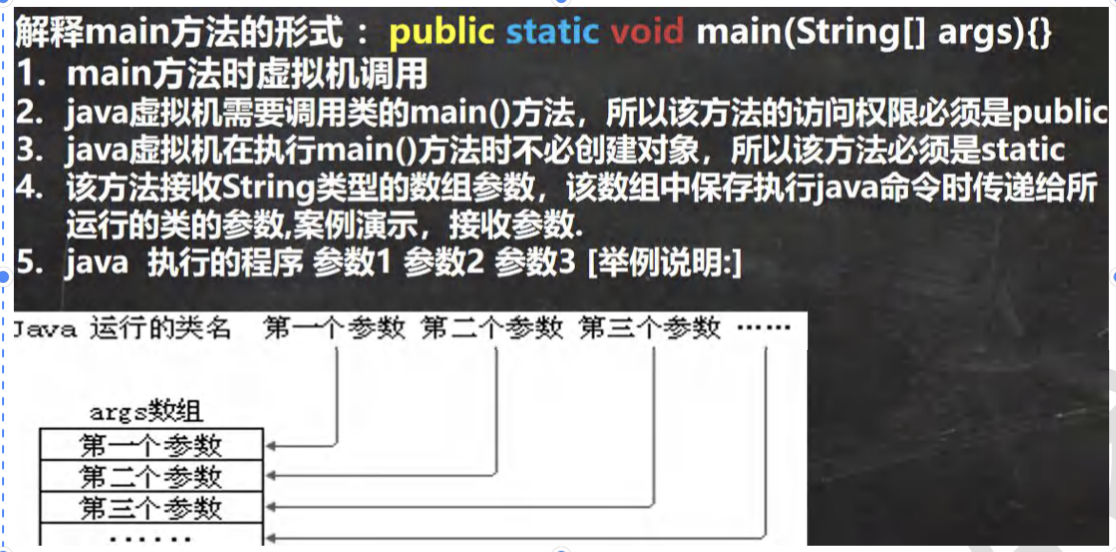 解释main方法的形式：public static void main(String[] args){}
1. main方法时虚拟机调用
2. java虚拟机需要调用类的main()方法，所以该方法的访问权限必须是public
3. java虚拟机在执行main()方法时不必创建对象，所以该方法必须是static
4. 该方法接收String类型的数组参数，该数组中保存执行java命令时传递给所
运行的类的参数,案例演示，接收参数.
5. java 执行的程序 参数1 参数2 参数3 [举例说明:]
Java 运行的类名 第一个参数 第二个参数 第三个参数 ······
args数组
第一个参数
第二个参数
第三个参数
······